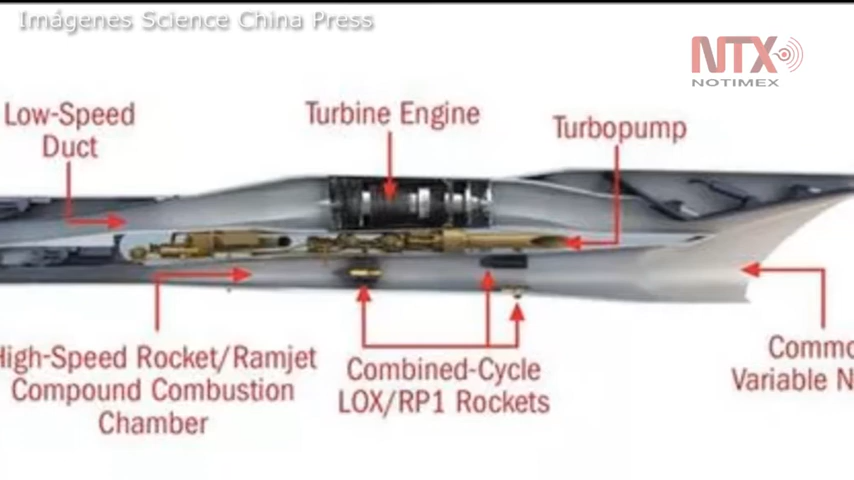 Imágenes Science China Press
NTX
NOTIMEX
Low-Speed
Duct
Turbine Engine
Turbopump
High-Speed Rocket/Ramjet
Compound Combustion
Chamber
Combined-Cycle
LOX/RP1 Rockets
Commo
Variable N